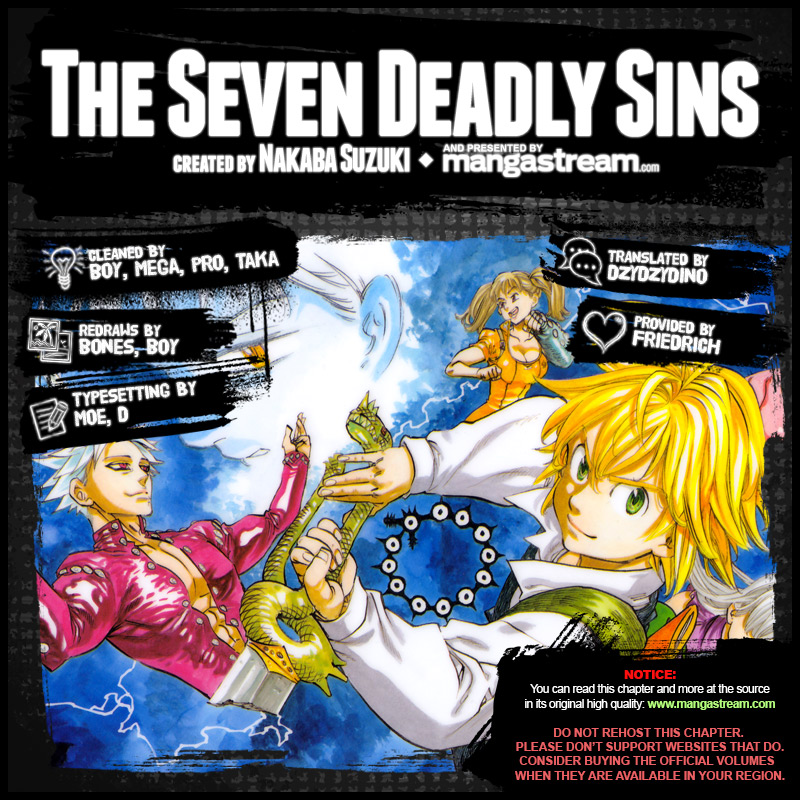 THE SEVEN DEADLY SINS
CREATED BY NAKABA SUZUKI ◆ AND PRESENTED BY mangastream.com
CLEANED BY
BOY, MEGA, PRO, TAKA
REDRAWS BY
BONES, BOY
TYPESETTING BY
MOE, D
TRANSLATED BY
DZYDZYDINO
PROVIDED BY
FRIEDRICH
NOTICE:
You can read this chapter and more at the source
in its original high quality: www.mangastream.com
DO NOT REHOST THIS CHAPTER.
PLEASE DON'T SUPPORT WEBSITES THAT DO.
CONSIDER BUYING THE OFFICIAL VOLUMES
WHEN THEY ARE AVAILABLE IN YOUR REGION.